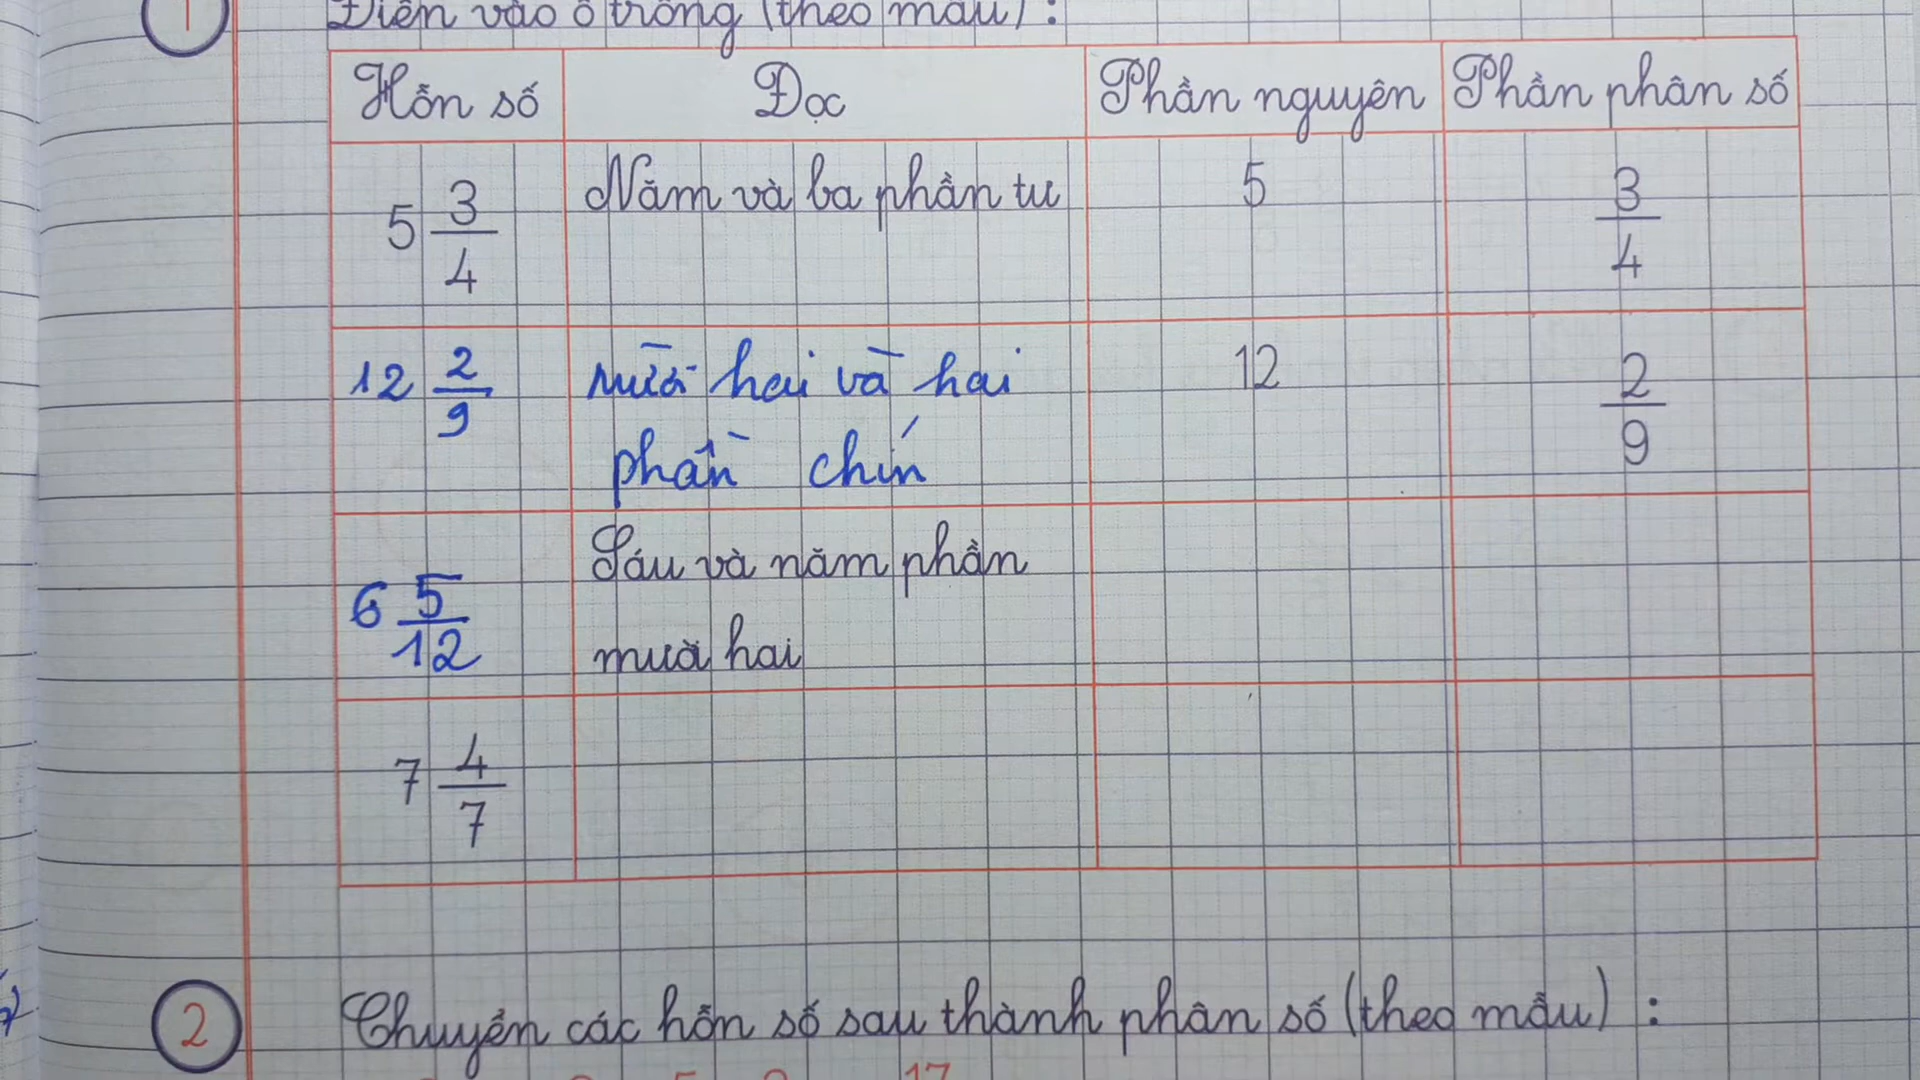 1
Điền vào ô trống (theo mẫu) :
Hỗn số Đọc Phần nguyên Phần phân số
5 3/4 Năm và ba phần tư 5 3/4
12 2/9 mười hai và hai 12 2/9
phần chín
6 5/12 Sáu và năm phần
mười hai
7 4/7
2 Chuyển các hỗn số sau thành phân số (theo mẫu) :
17